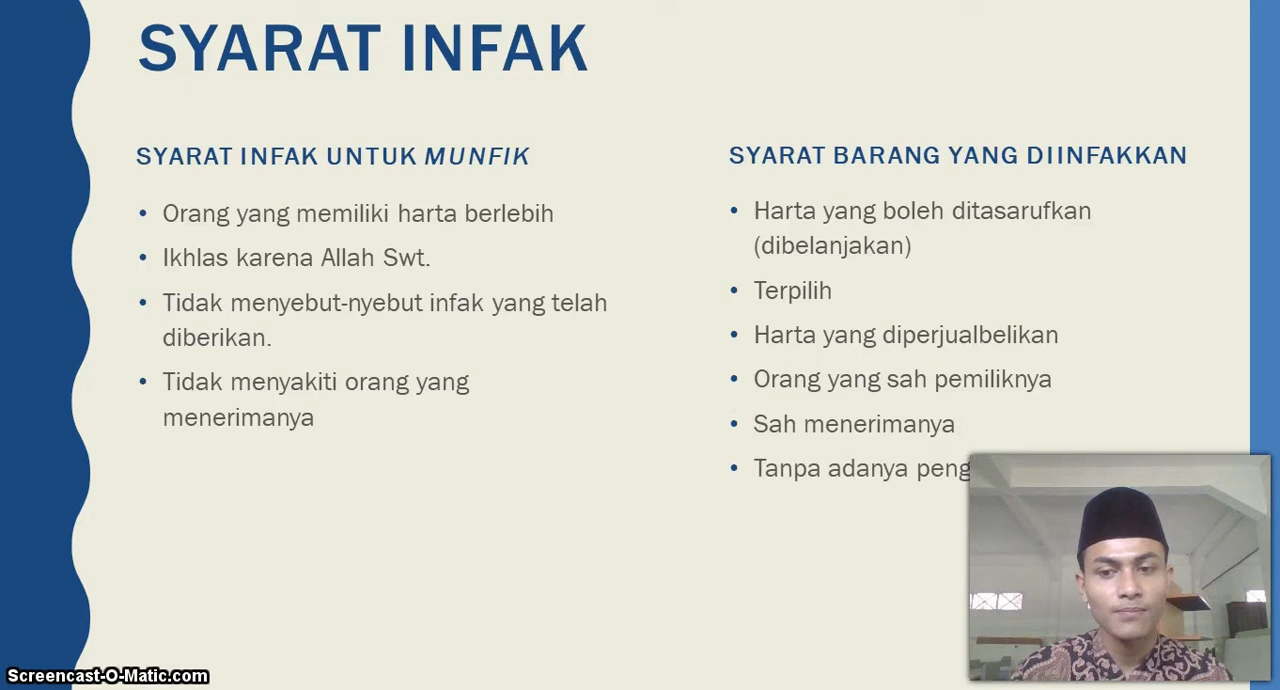 SYARAT INFAK
SYARAT INFAK UNTUK MUNFIK
Orang yang memiliki harta berlebih
Ikhlas karena Allah Swt.
Tidak menyebut-nyebut infak yang telah
diberikan.
Tidak menyakiti orang yang
menerimanya
SYARAT BARANG YANG DIINFAKKAN
Harta yang boleh ditasarufkan
(dibelanjakan)
Terpilih
Harta yang diperjualbelikan
Orang yang sah pemiliknya
Sah menerimanya
Tanpa adanya
Screencast-O-Matic.com